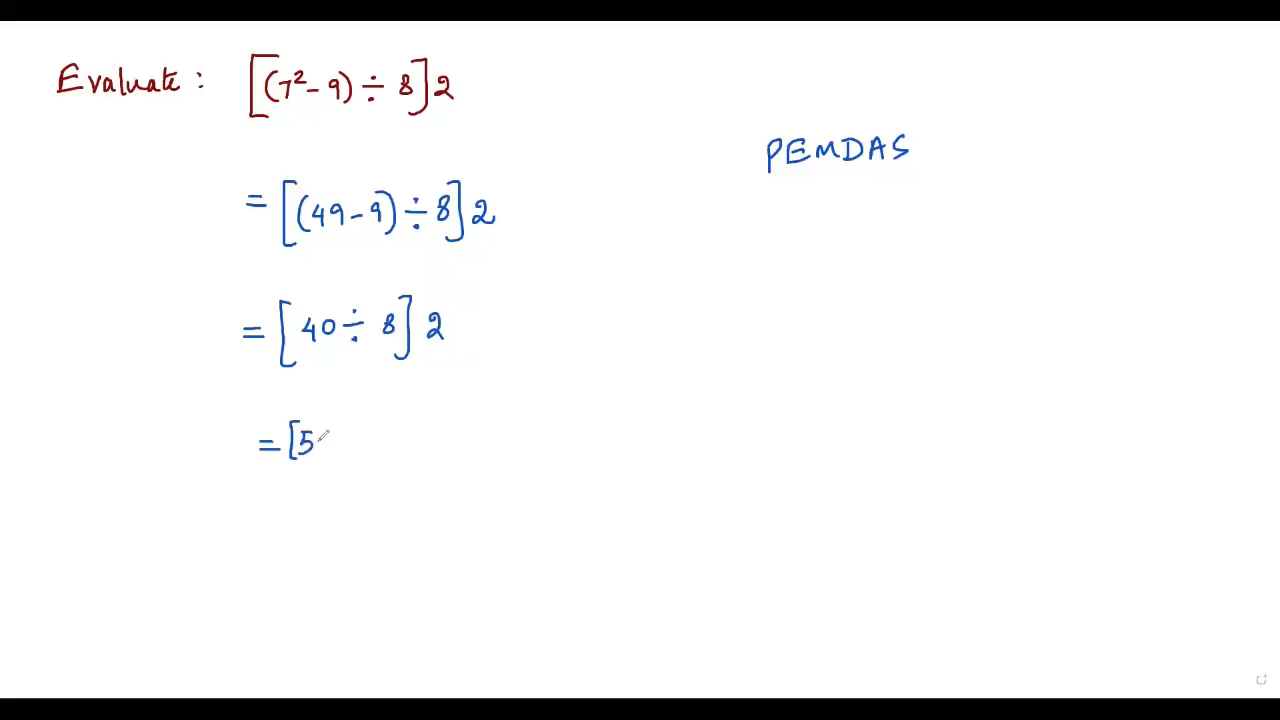 Evaluate : [(7²-9) ÷ 8]2
PEMDAS
= [(49-9) ÷ 8]2
= [40 ÷ 8] 2
= [5